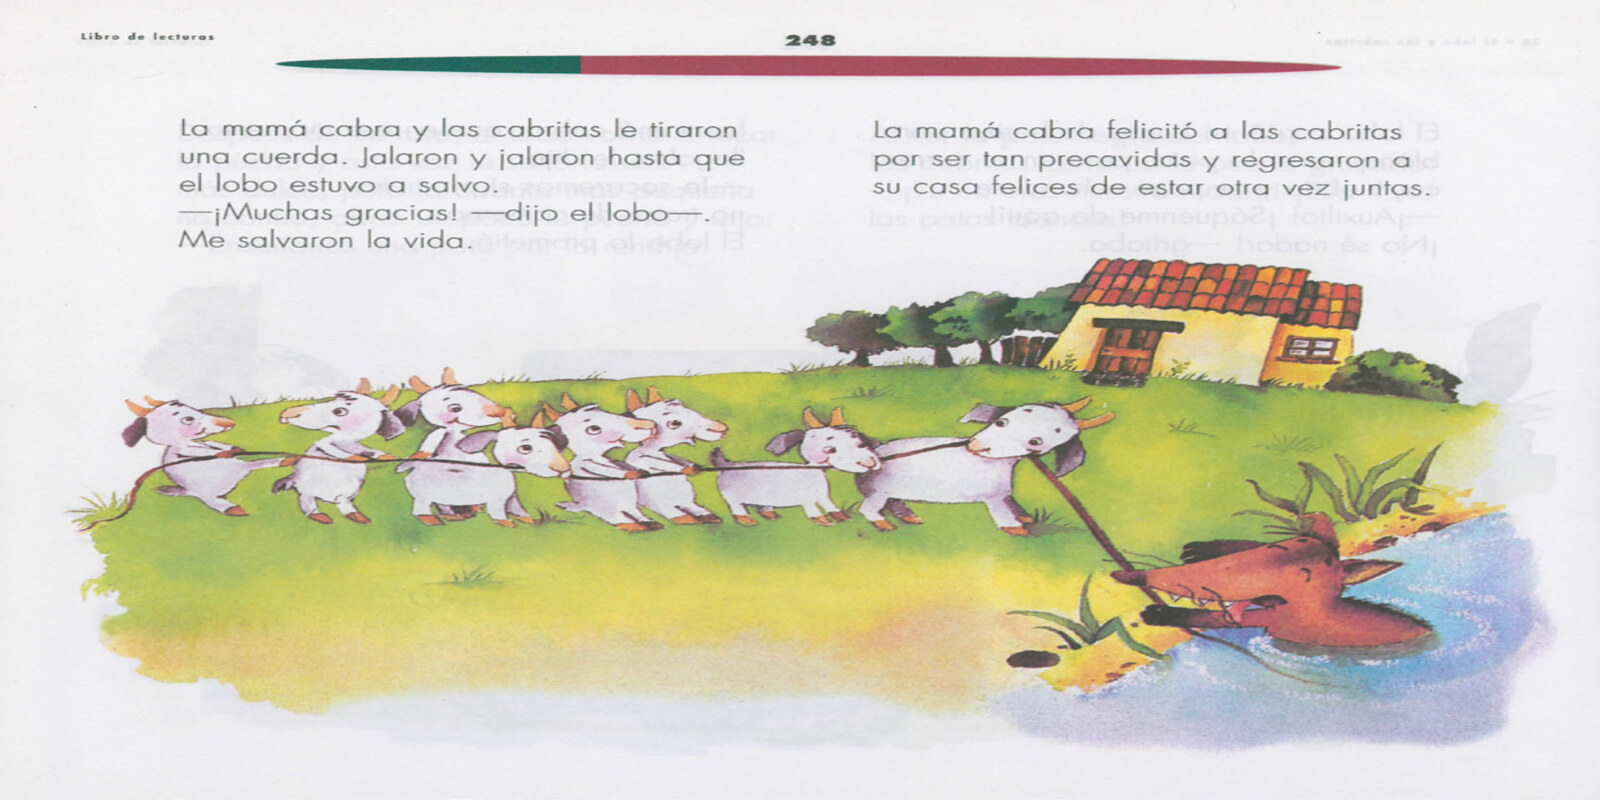 Libro de lecturas
248
La mamá cabra y las cabritas le tiraron
una cuerda. Jalaron y jalaron hasta que
el lobo estuvo a salvo.
—¡Muchas gracias! —dijo el lobo—.
Me salvaron la vida.
La mamá cabra felicitó a las cabritas
por ser tan precavidas y regresaron a
su casa felices de estar otra vez juntas.